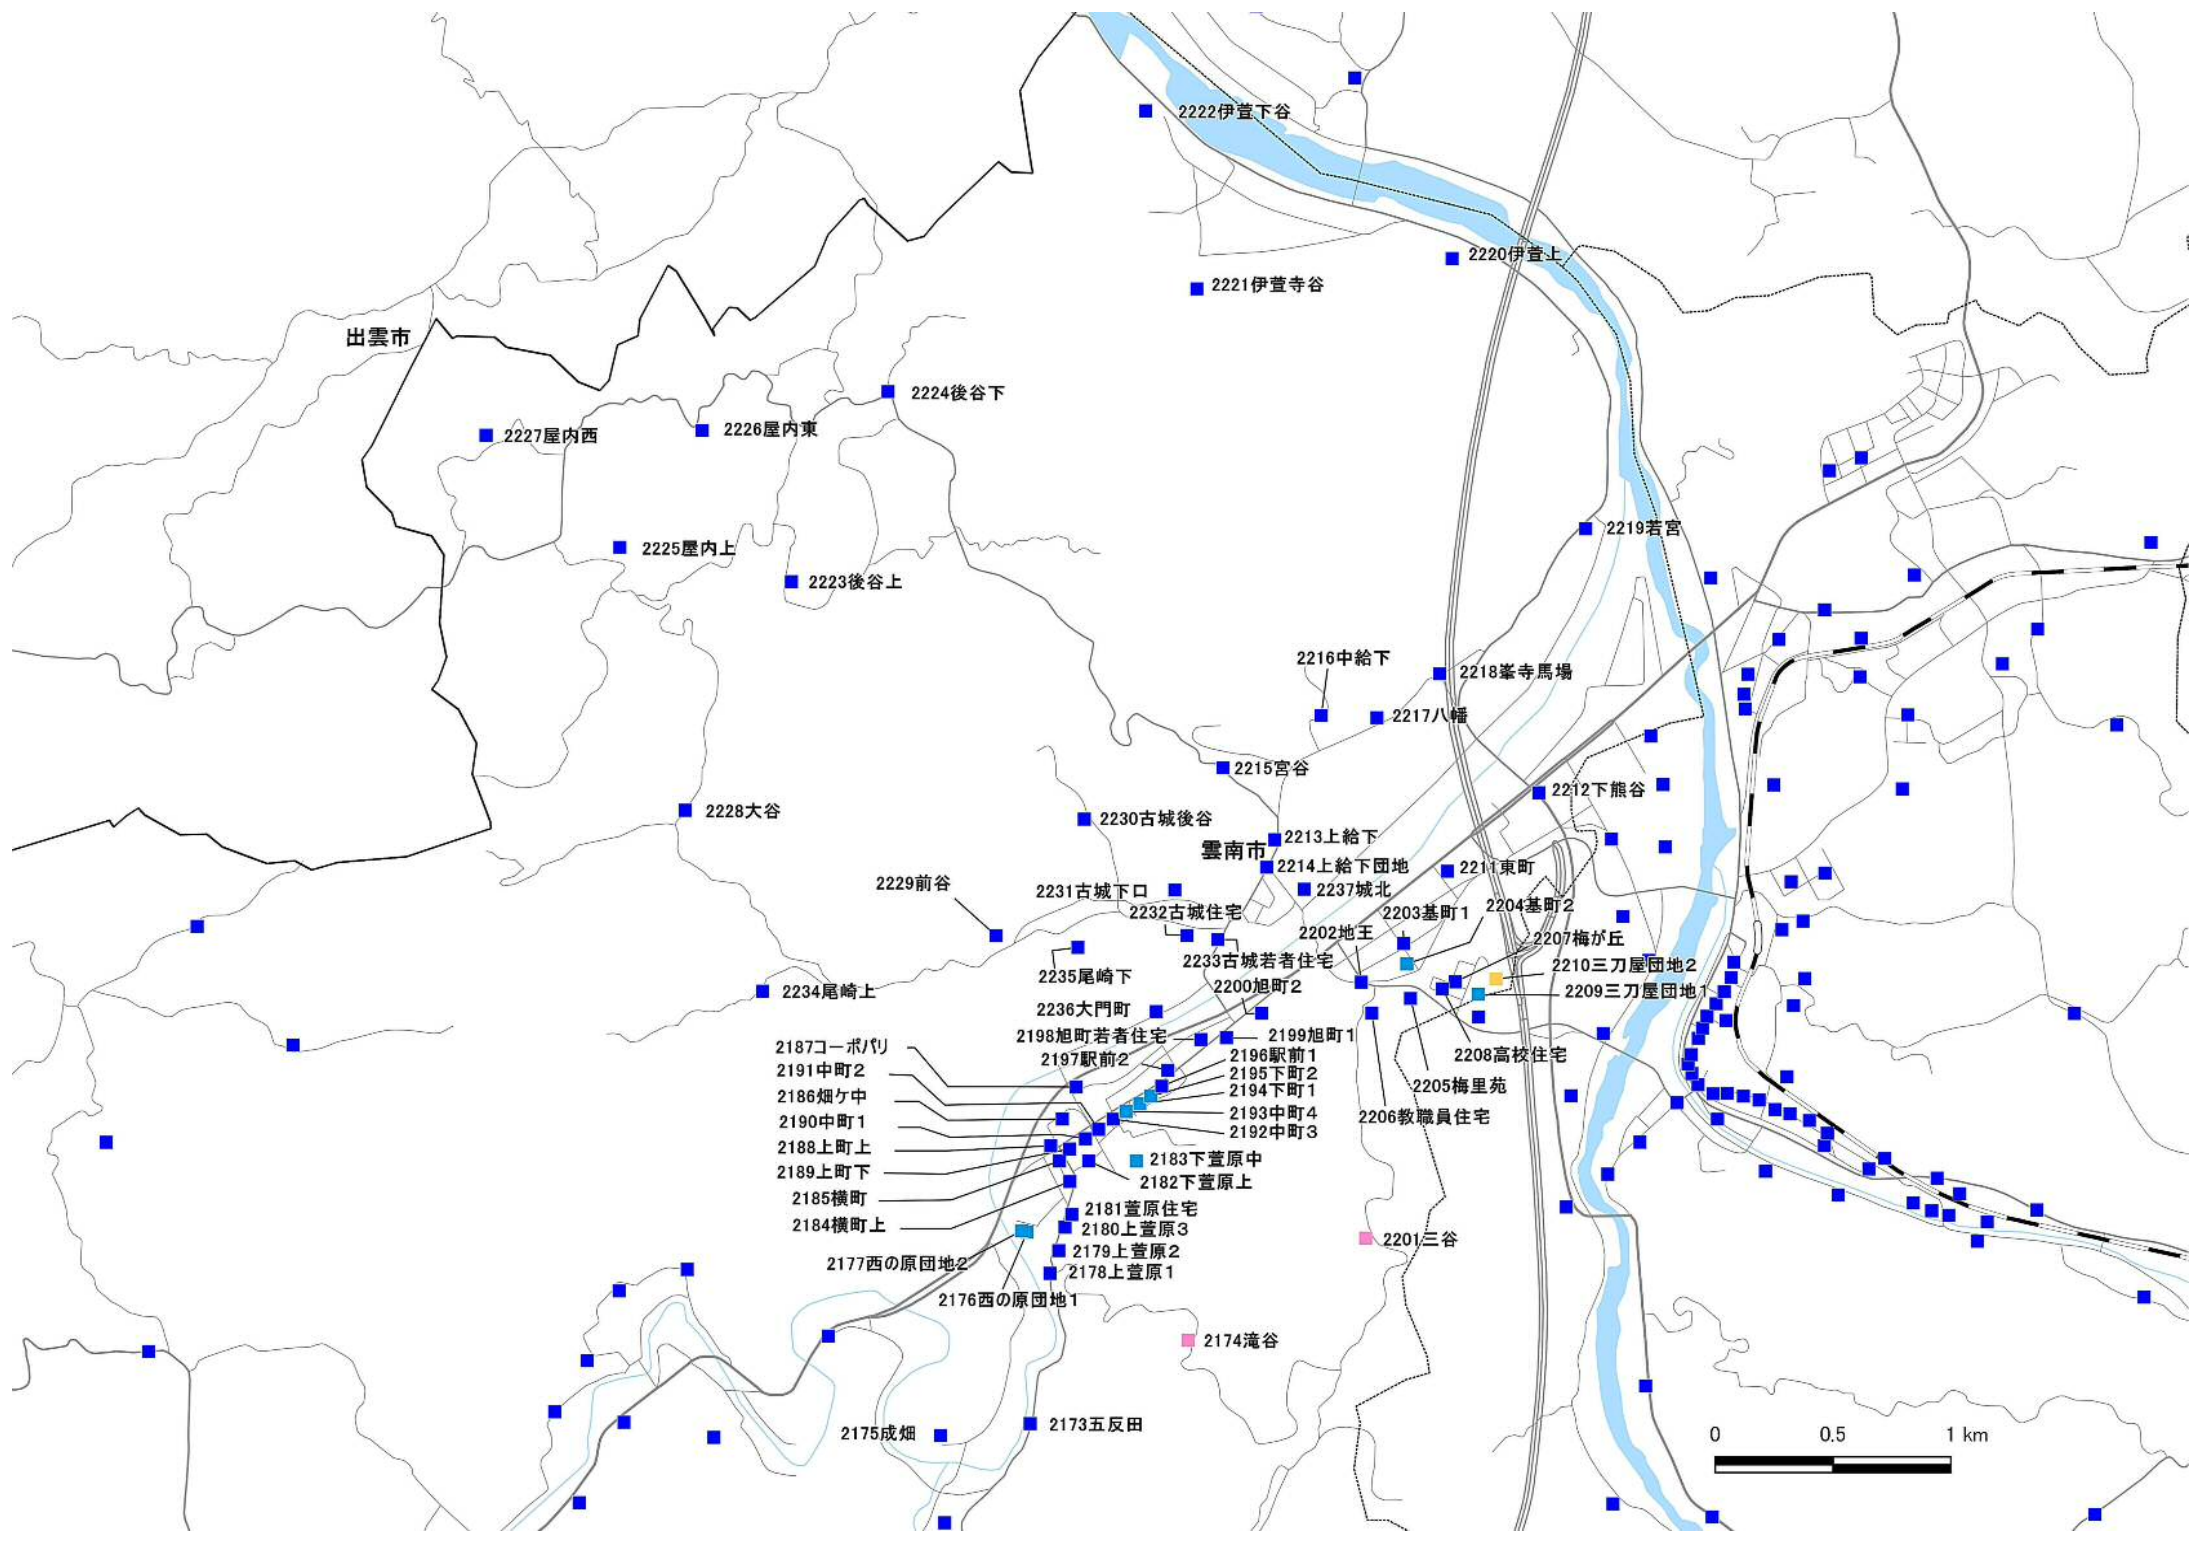 2222伊萱下谷
2220伊萱上
2221伊萱寺谷
出雲市
2224後谷下
2226屋内東
2227屋内西
2219若宮
2225屋内上
2223後谷上
2216中給下
2218峯寺馬場
2217八幡
2215宮谷
2212下熊谷
2228大谷
2230古城後谷
2213上給下
雲南市
2214上給下団地
2211東町
2229前谷
2231古城下口
2237城北
2204基町2
2232古城住宅
2203基町1
2202地王
2207梅が丘
2233古城若者住宅
2210三刀屋団地2
2235尾崎下
2200旭町2
2234尾崎上
2209三刀屋団地1
2236大門町
2198旭町若者住宅
2199旭町1
2187コーポパリ
2197駅前2
2196駅前1
2208高校住宅
2191中町2
2195下町2
2205梅里苑
2186畑ケ中
2194下町1
2193中町4
2206教職員住宅
2190中町1
2192中町3
2188上町上
2183下萱原中
2189上町下
2182下萱原上
2185横町
2181萱原住宅
2184横町上
2180上萱原3
2201三谷
2179上萱原2
2177西の原団地2
2178上萱原1
2176西の原団地1
2174滝谷
2173五反田
2175成畑
0 0.5 1 km